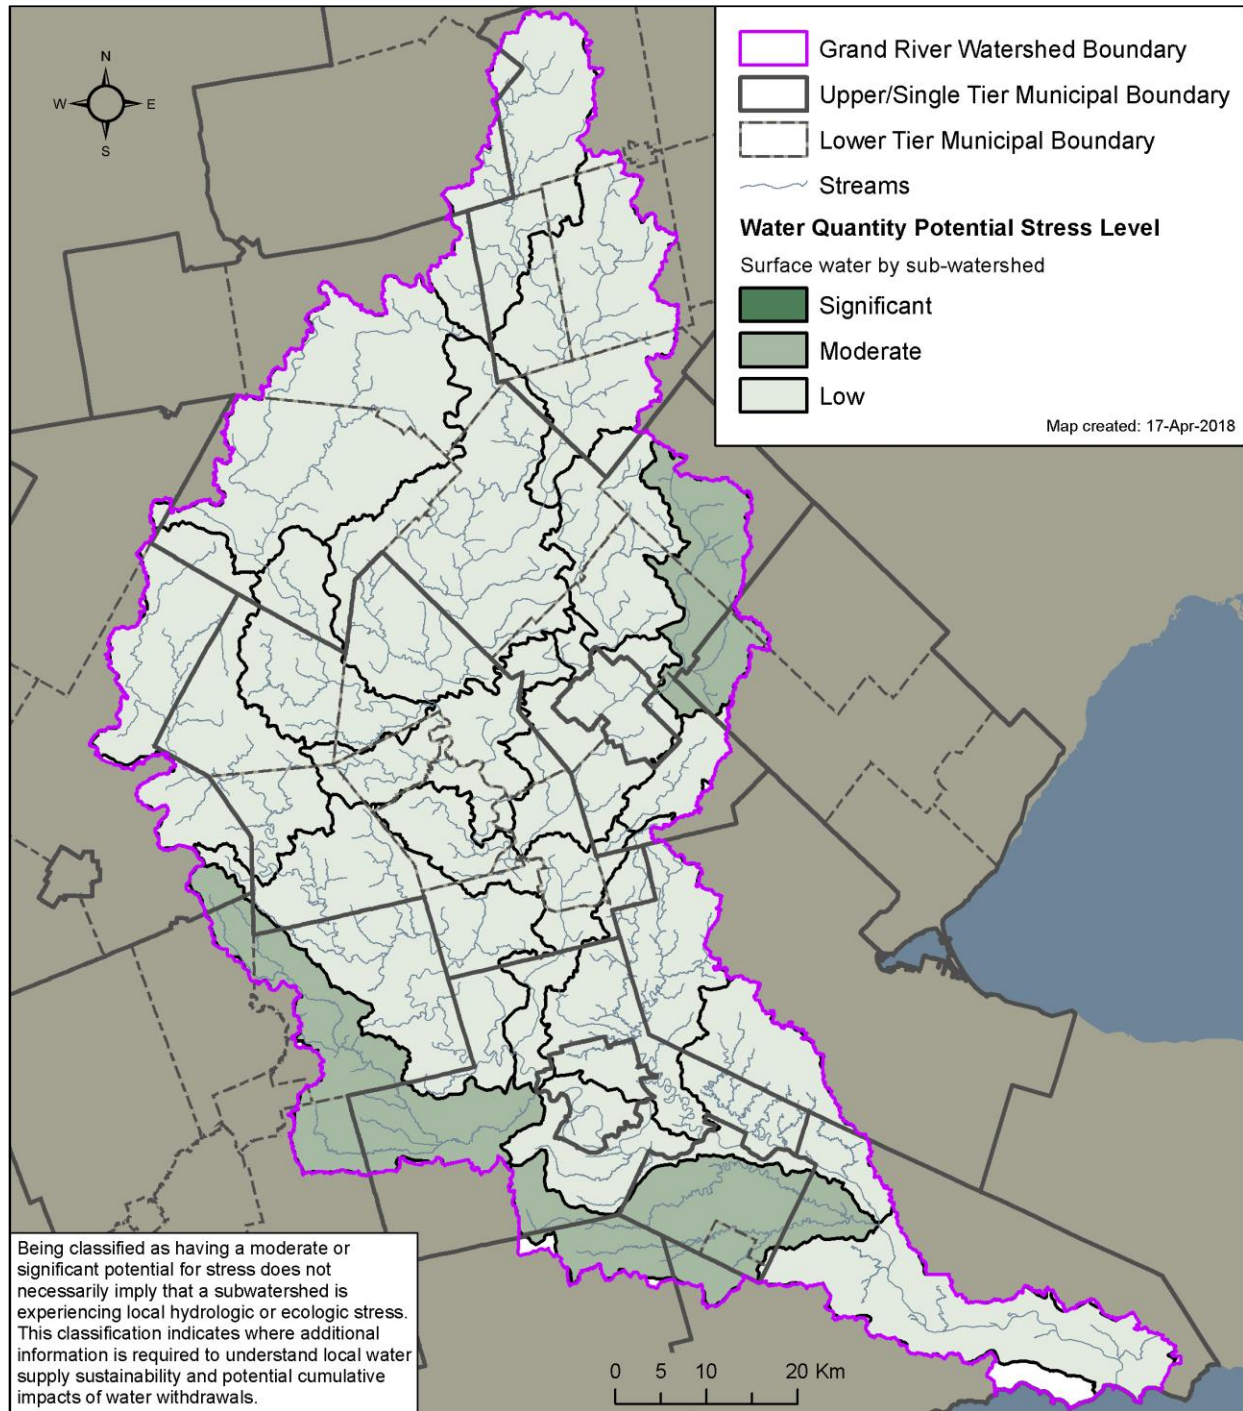 N
W E
S
Grand River Watershed Boundary
Upper/Single Tier Municipal Boundary
Lower Tier Municipal Boundary
Streams
Water Quantity Potential Stress Level
Surface water by sub-watershed
Significant
Moderate
Low
Map created: 17-Apr-2018
Being classified as having a moderate or
significant potential for stress does not
necessarily imply that a subwatershed is
experiencing local hydrologic or ecologic stress.
This classification indicates where additional
information is required to understand local water
supply sustainability and potential cumulative
impacts of water withdrawals.
0 5 10 20 Km